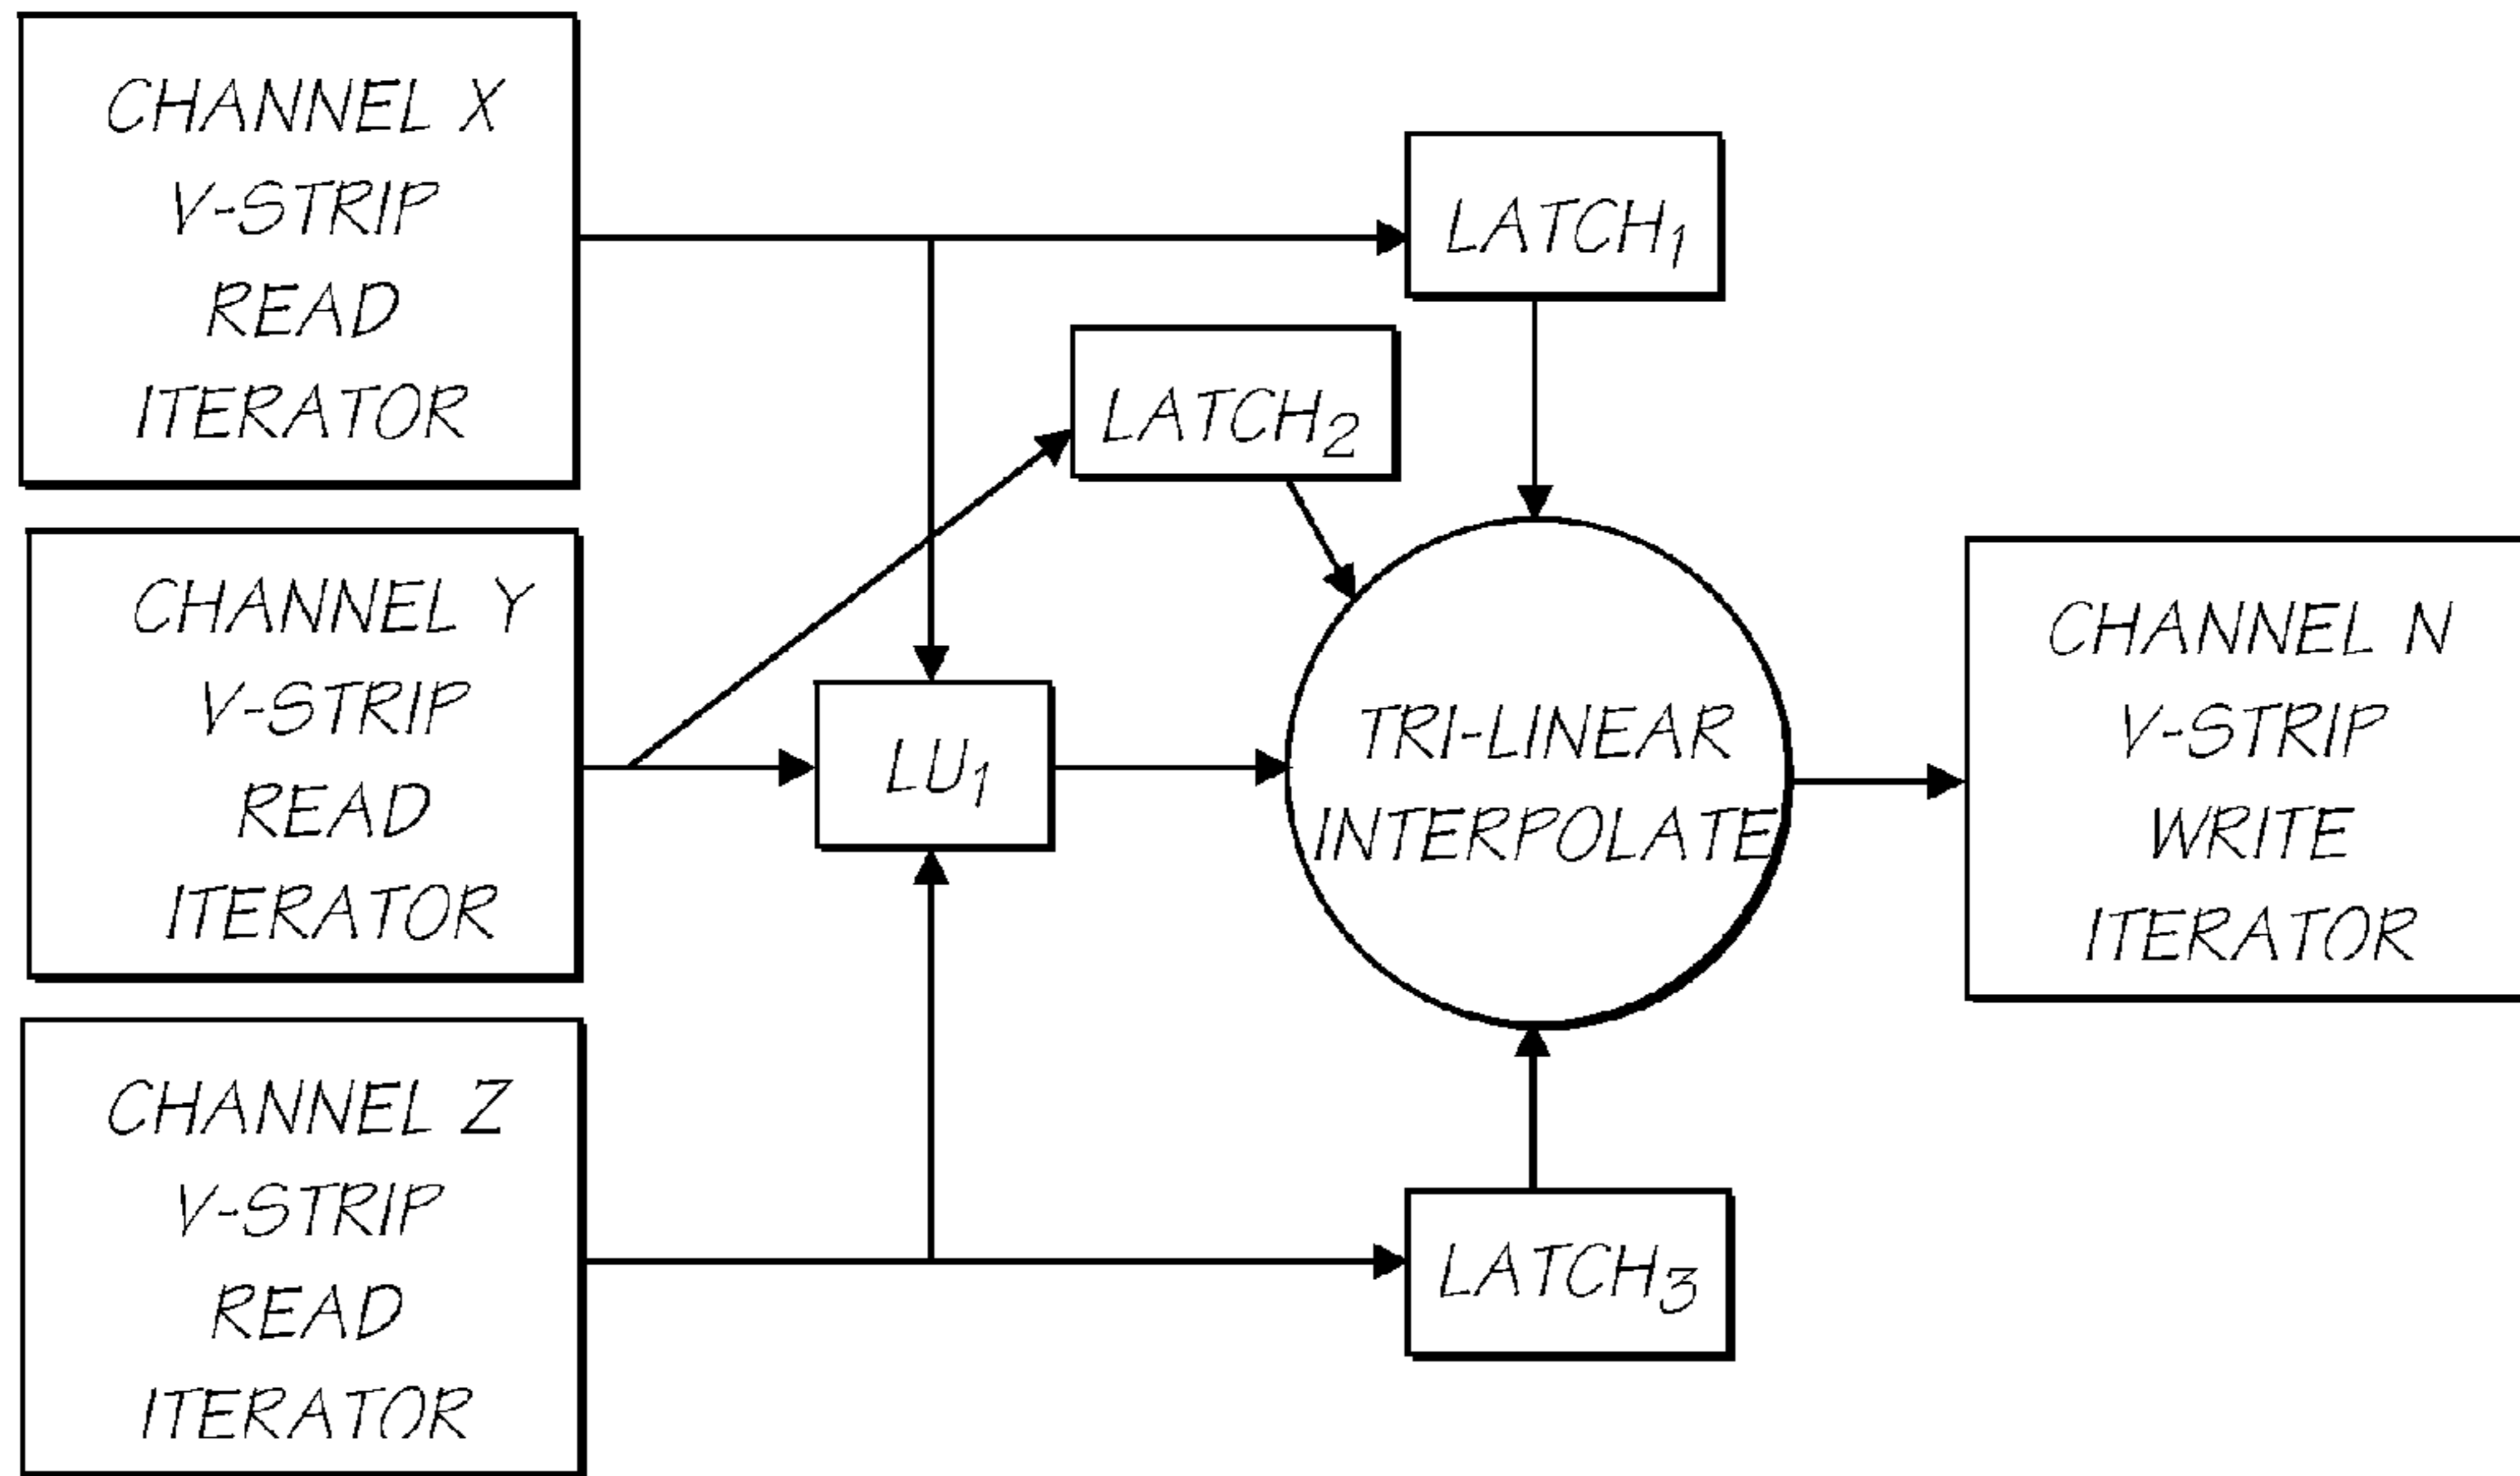 CHANNEL X
V-STRIP
READ
ITERATOR
LATCH1
LATCH2
CHANNEL Y
V-STRIP
READ
ITERATOR
LU1
TRI-LINEAR
INTERPOLATE
CHANNEL N
V-STRIP
WRITE
ITERATOR
CHANNEL Z
V-STRIP
READ
ITERATOR
LATCH3